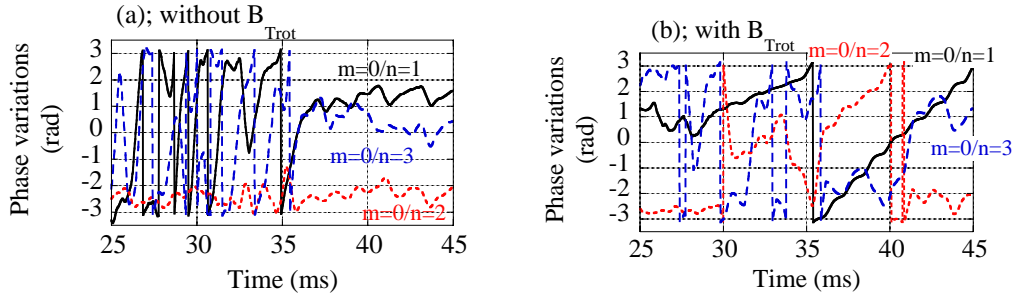 (a); without B
Trot
Phase variations
(rad)
3
2
1
0
-1
-2
-3
m=0/n=1
m=0/n=3
m=0/n=2
25
30
35
40
45
Time (ms)
(b); with B
Trot
m=0/n=2
m=0/n=1
Phase variations
(rad)
3
2
1
0
-1
-2
-3
m=0/n=3
25
30
35
40
45
Time (ms)